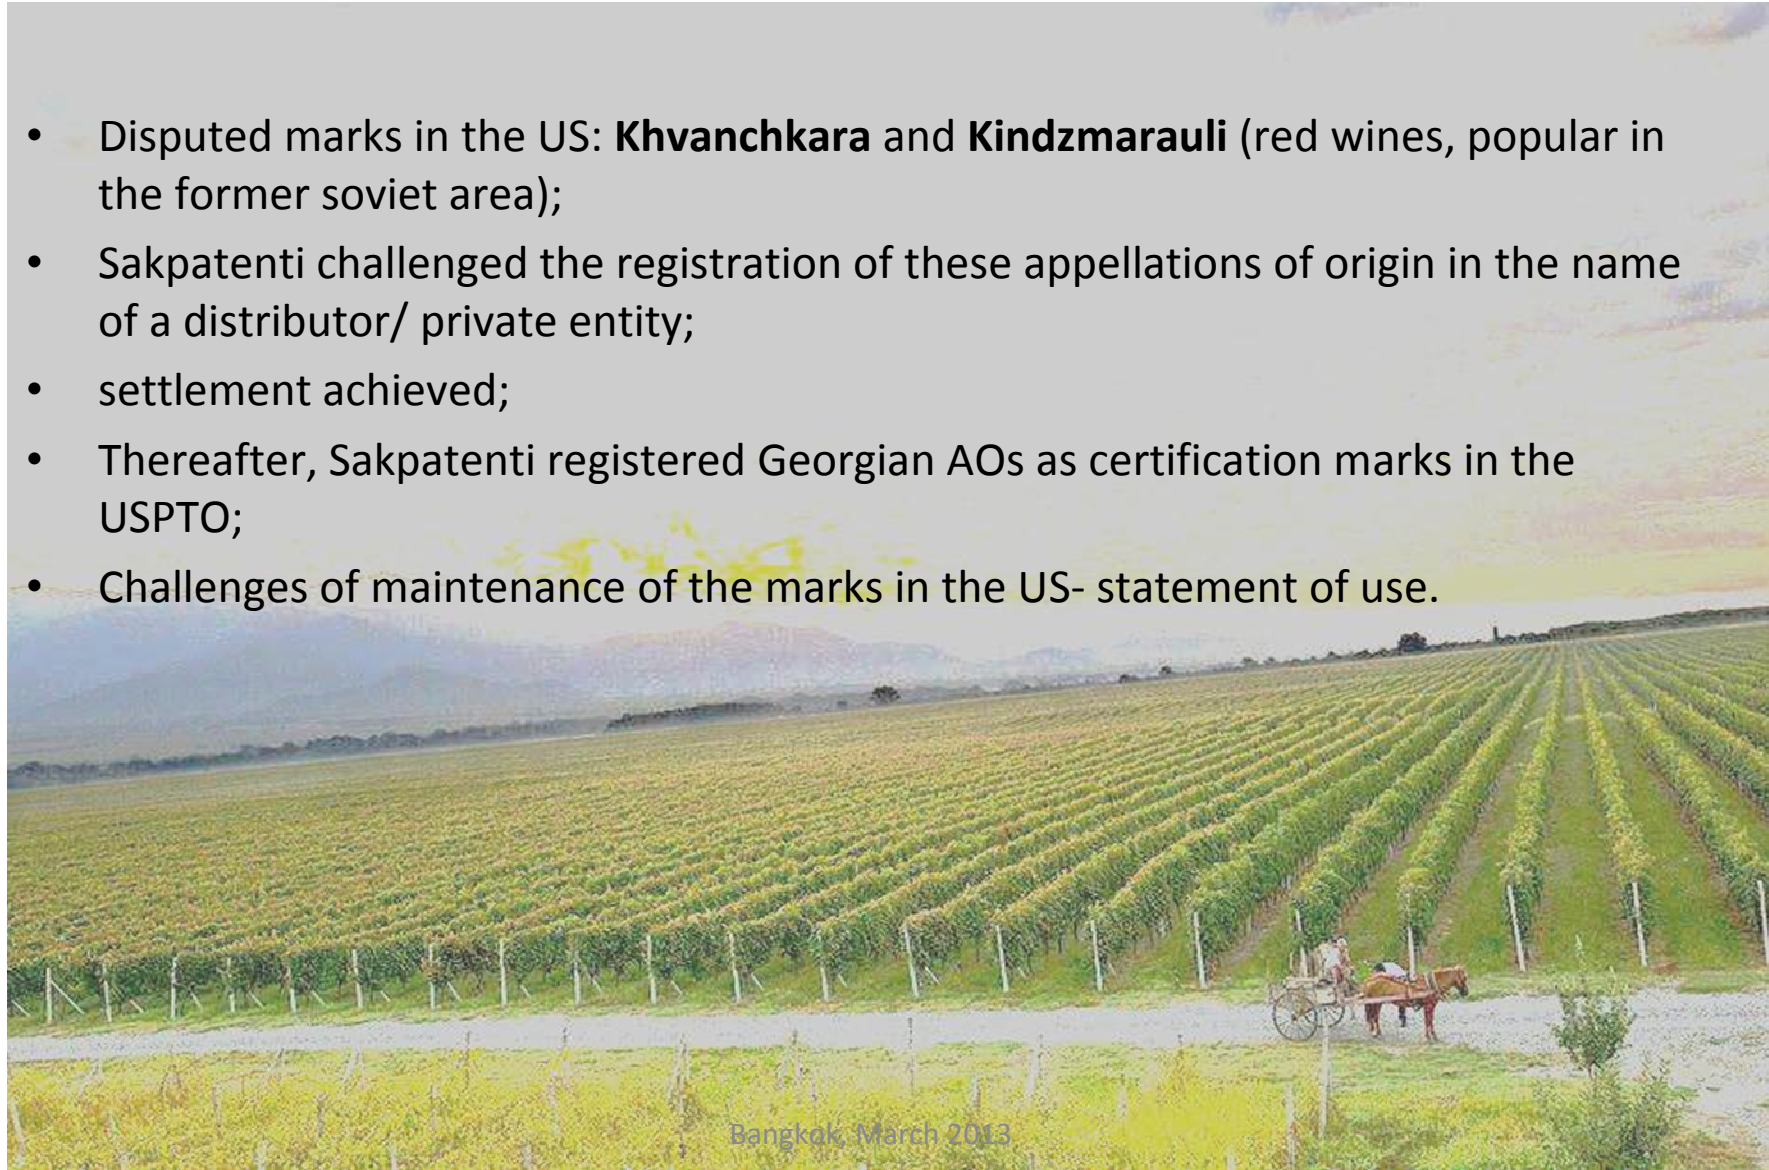 • Disputed marks in the US: Khvanchkara and Kindzmarauli (red wines, popular in
the former soviet area);
• Sakpatenti challenged the registration of these appellations of origin in the name
of a distributor/ private entity;
• settlement achieved;
• Thereafter, Sakpatenti registered Georgian AOs as certification marks in the
USPTO;
• Challenges of maintenance of the marks in the US- statement of use.
Bangkok, March 2013